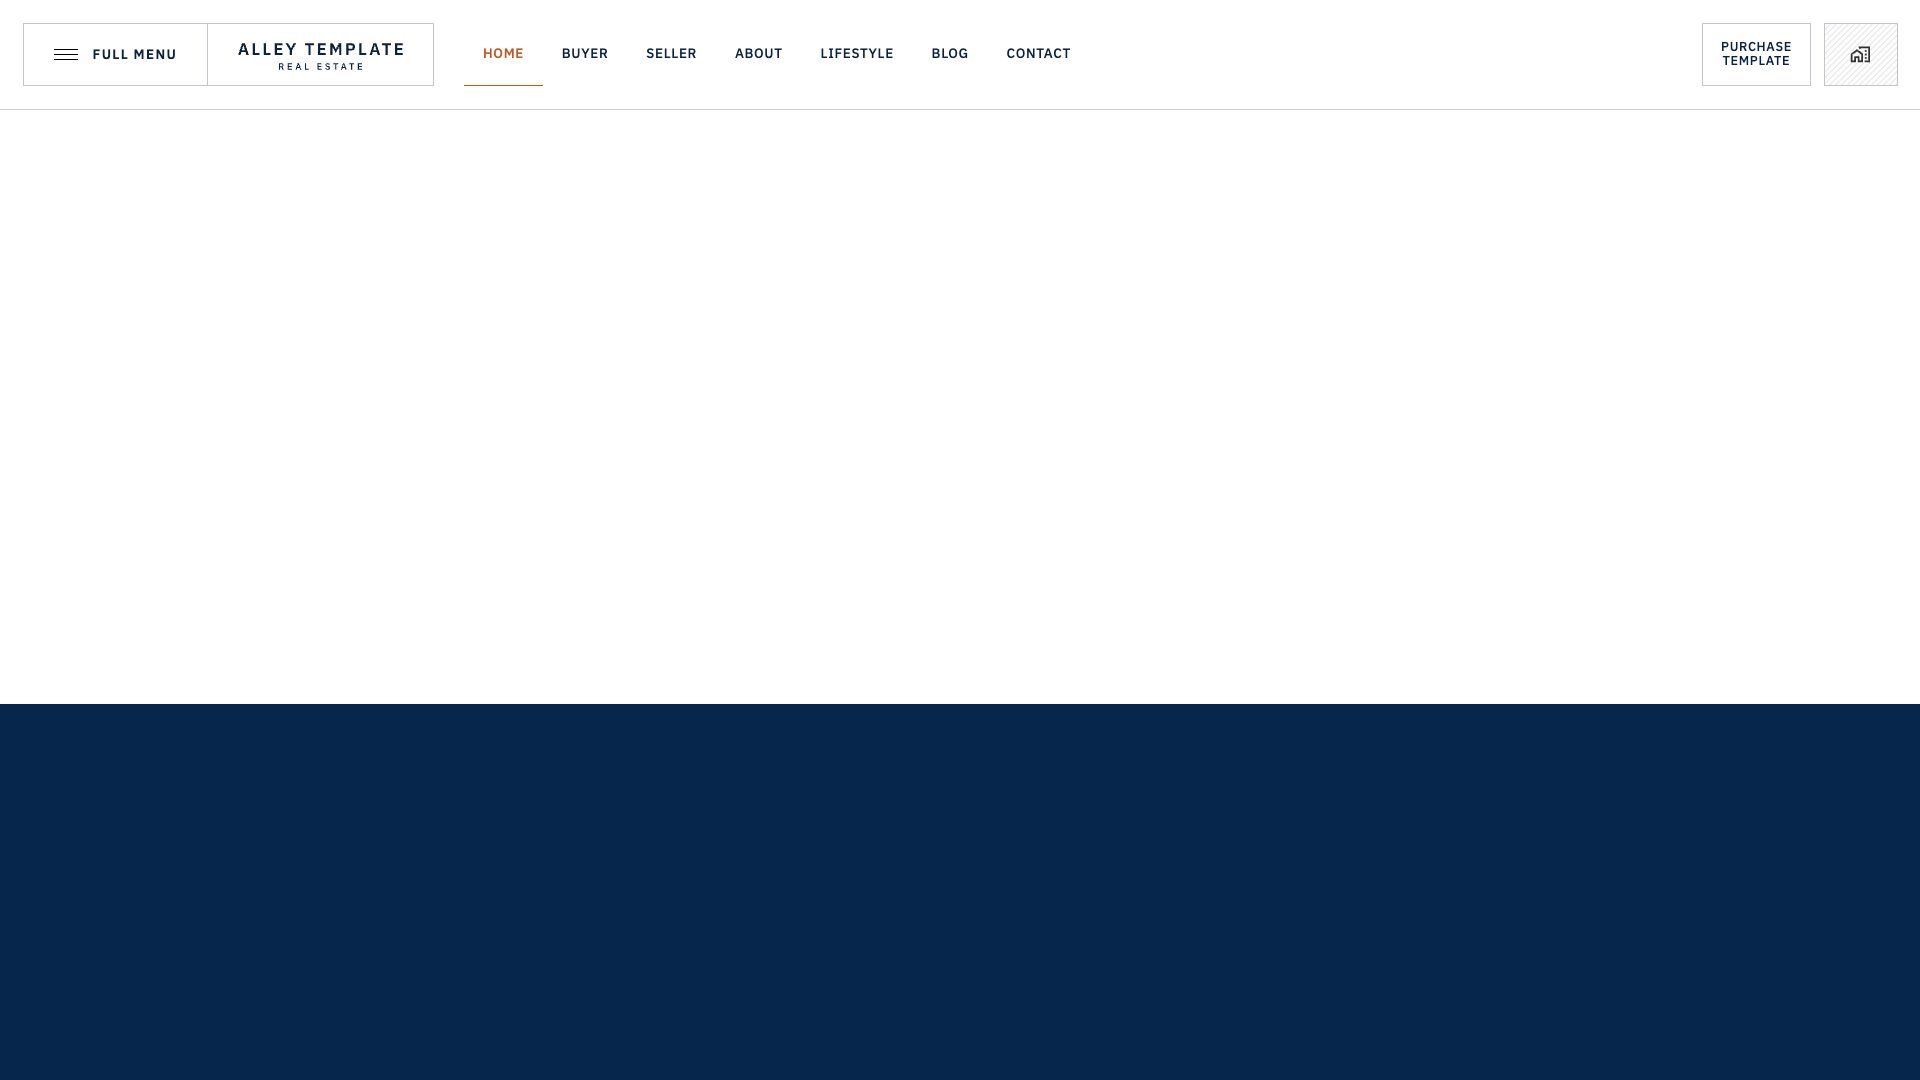 FULL MENU
ALLEY TEMPLATE
REAL ESTATE
HOME
BUYER
SELLER
ABOUT
LIFESTYLE
BLOG
CONTACT
PURCHASE
TEMPLATE